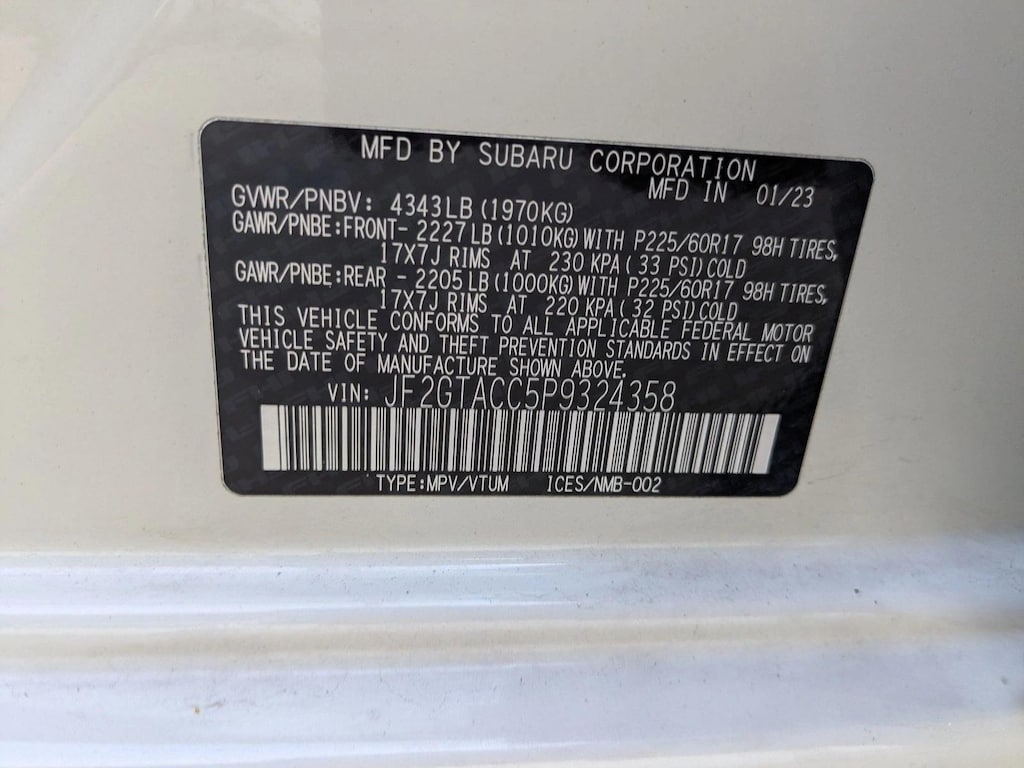 MFD BY SUBARU CORPORATION
MFD IN 01/23
GVWR/PNBV: 4343LB (1970KG)
GAWR/PNBE:FRONT- 2227LB (1010KG) WITH P225/60R17 98H TIRES,
17X7J RIMS AT 230 KPA ( 33 PSI) COLD
GAWR/PNBE:REAR - 2205LB (1000KG) WITH P225/60R17 98H TIRES,
17X7J RIMS AT 220 KPA ( 32 PSI) COLD
THIS VEHICLE CONFORMS TO ALL APPLICABLE FEDERAL MOTOR
VEHICLE SAFETY AND THEFT PREVENTION STANDARDS IN EFFECT ON
THE DATE OF MANUFACTURE SHOWN ABOVE.
VIN: JF2GTACC5P9324358
TYPE:MPV/VTUM ICES/NMB-002